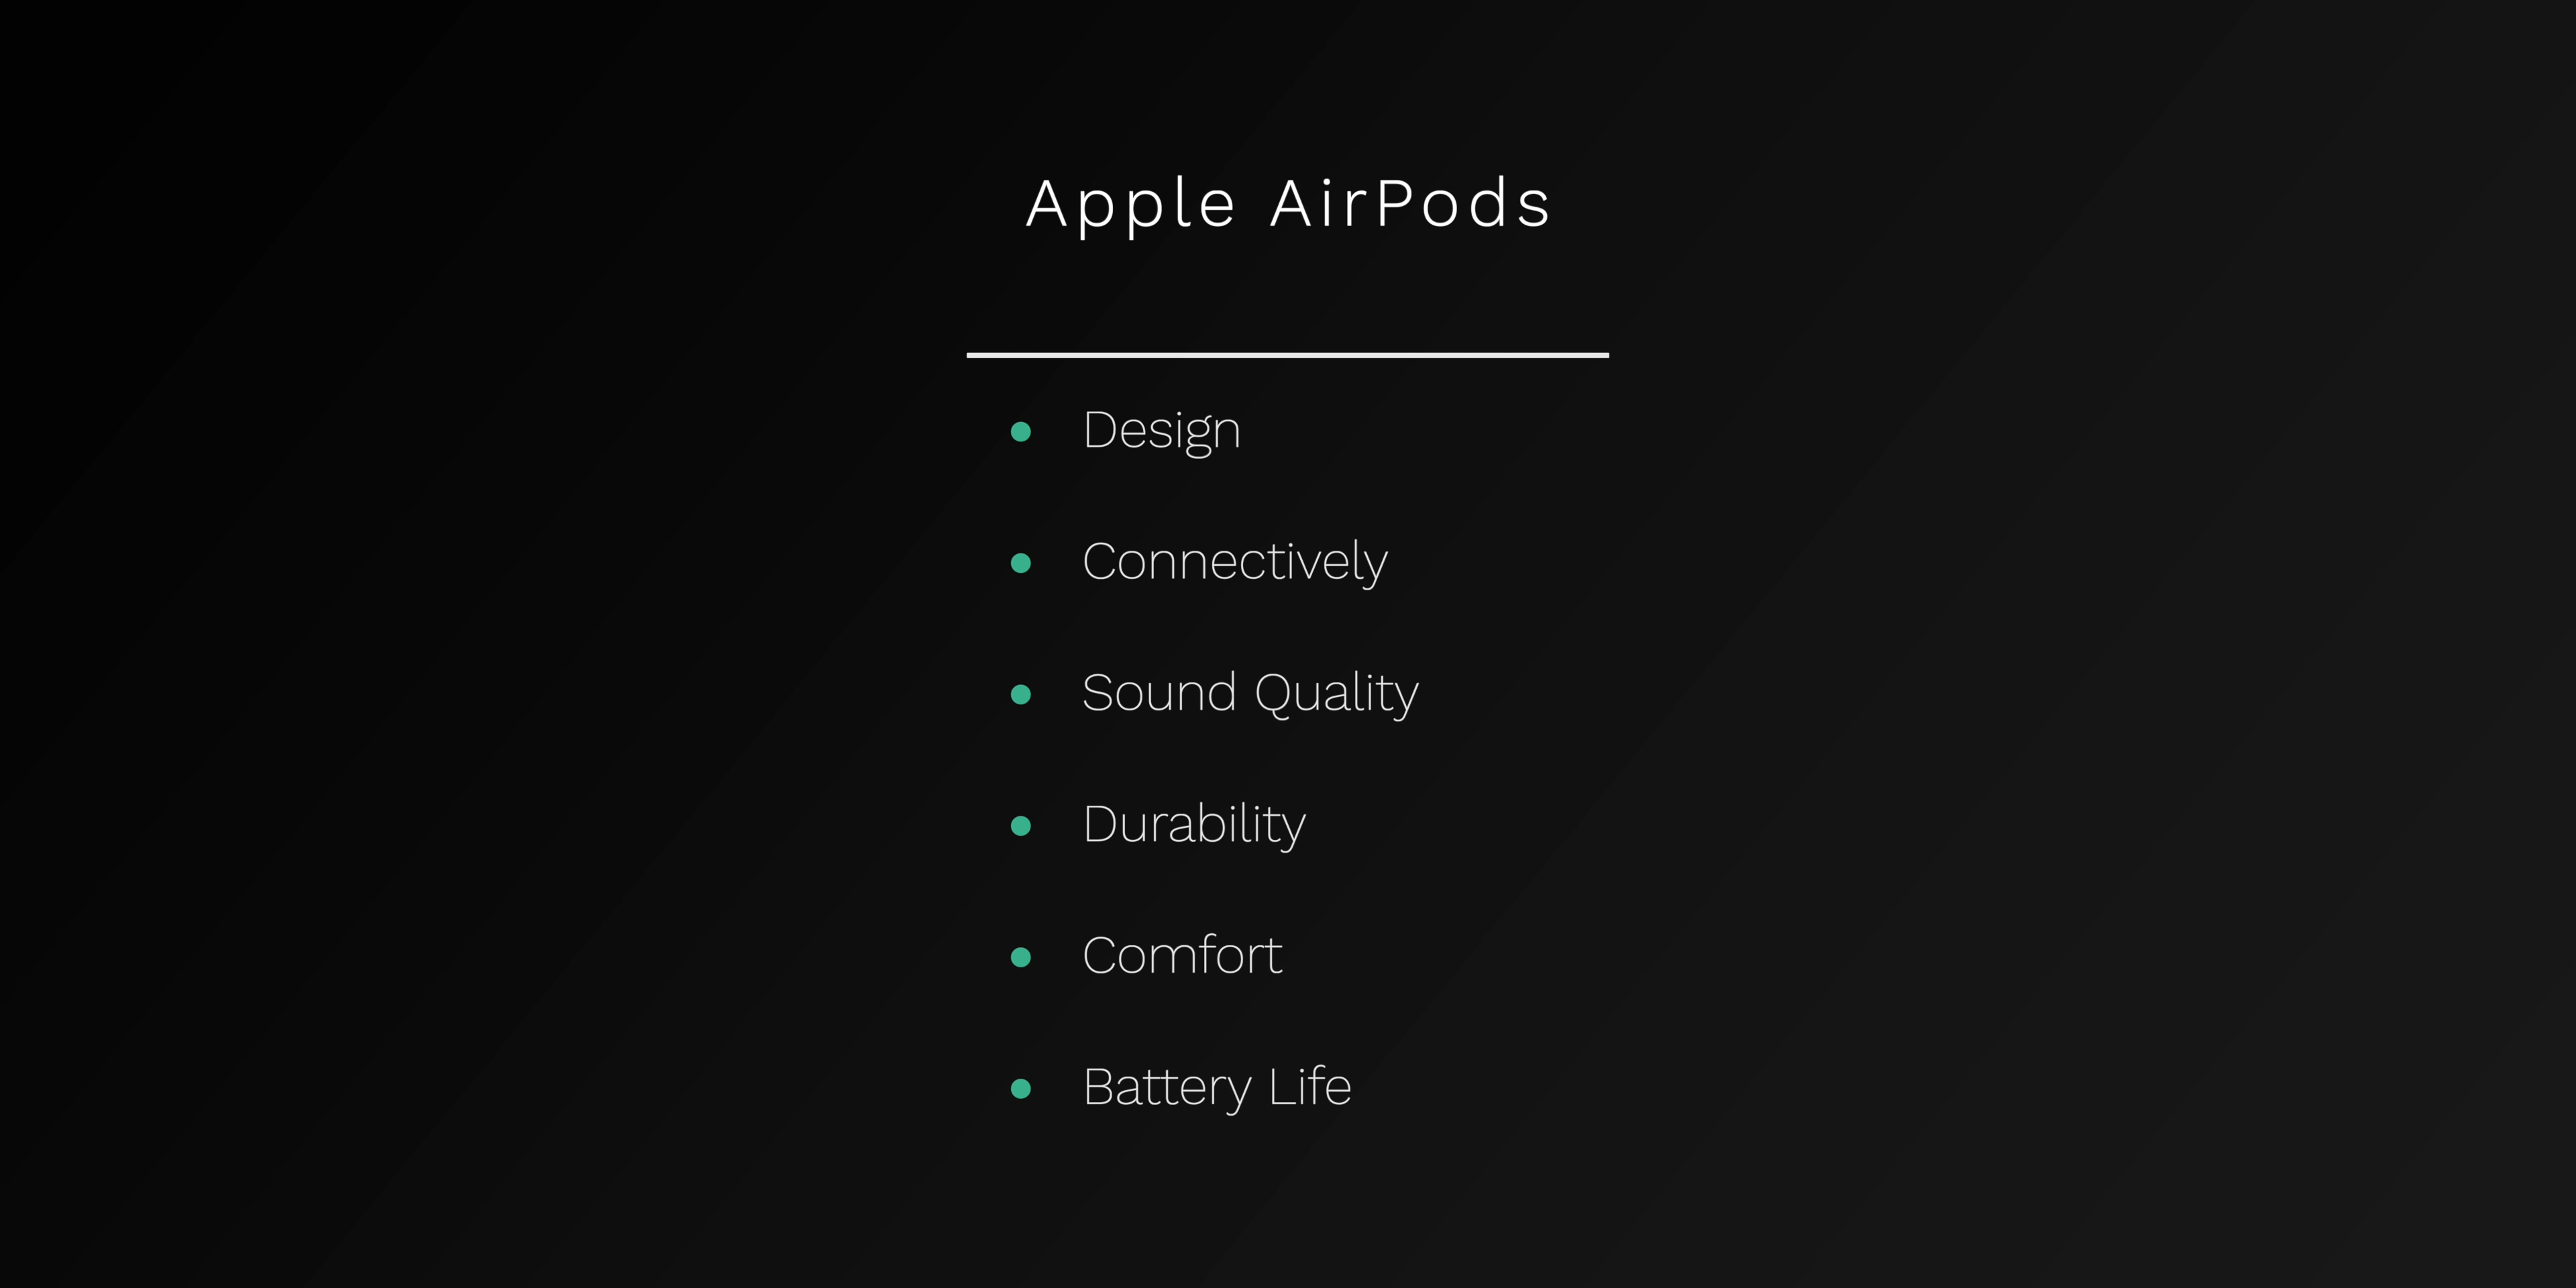 Apple AirPods
Design
Connectively
Sound Quality
Durability
Comfort
Battery Life